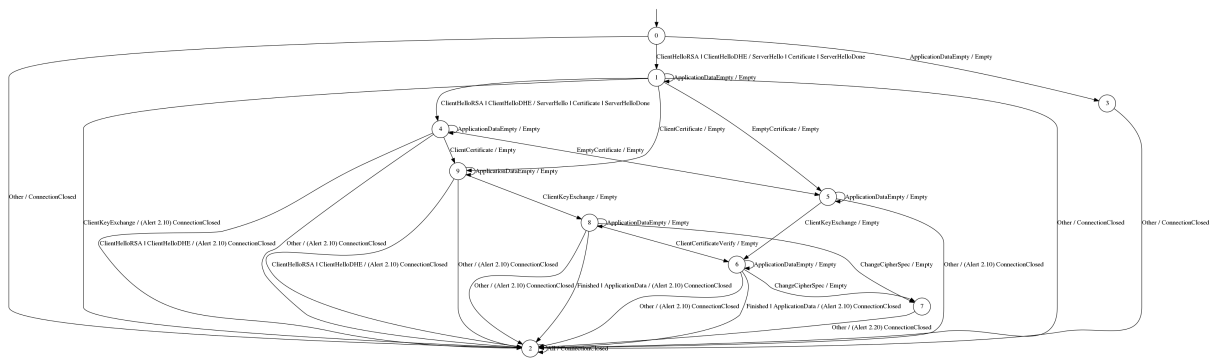 0
ClientHelloRSA | ClientHelloDHE / ServerHello | Certificate | ServerHelloDone
ApplicationDataEmpty / Empty
1
ApplicationDataEmpty / Empty
3
ClientHelloRSA | ClientHelloDHE / ServerHello | Certificate | ServerHelloDone
4
ApplicationDataEmpty / Empty
ClientCertificate / Empty
EmptyCertificate / Empty
ClientCertificate / Empty
EmptyCertificate / Empty
9
ApplicationDataEmpty / Empty
ClientKeyExchange / Empty
5
ApplicationDataEmpty / Empty
Other / ConnectionClosed
ClientKeyExchange / (Alert 2.10) ConnectionClosed
8
ApplicationDataEmpty / Empty
ClientKeyExchange / Empty
Other / ConnectionClosed
Other / ConnectionClosed
ClientHelloRSA | ClientHelloDHE / (Alert 2.10) ConnectionClosed
Other / (Alert 2.10) ConnectionClosed
ClientCertificateVerify / Empty
ClientHelloRSA | ClientHelloDHE / (Alert 2.10) ConnectionClosed
Other / (Alert 2.10) ConnectionClosed
6
ApplicationDataEmpty / Empty
ChangeCipherSpec / Empty
Other / (Alert 2.10) ConnectionClosed
Other / (Alert 2.10) ConnectionClosed
Finished | ApplicationData / (Alert 2.10) ConnectionClosed
ChangeCipherSpec / Empty
Other / (Alert 2.10) ConnectionClosed
Finished | ApplicationData / (Alert 2.10) ConnectionClosed
7
Other / (Alert 2.20) ConnectionClosed
2
All / ConnectionClosed